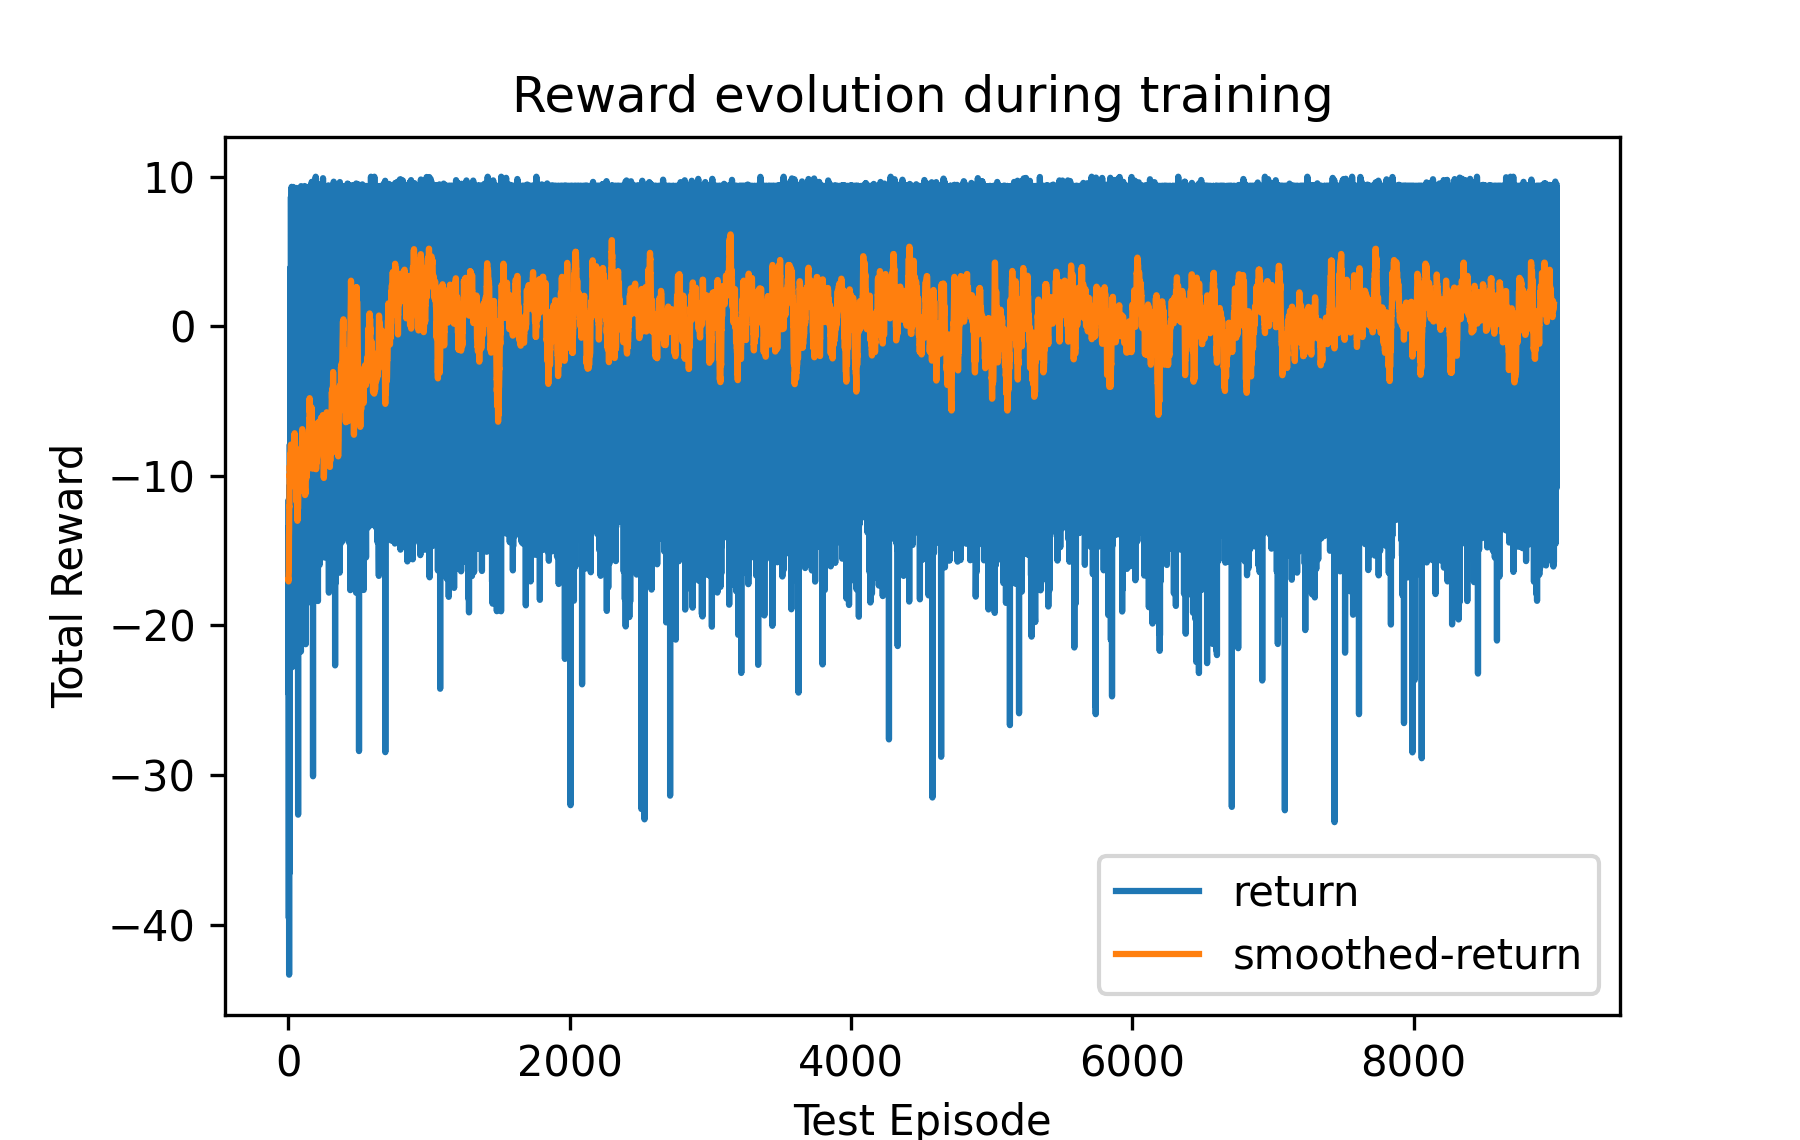 Reward evolution during training
10
0
−10
−20
−30
−40
Total Reward
return
smoothed-return
0 2000 4000 6000 8000
Test Episode